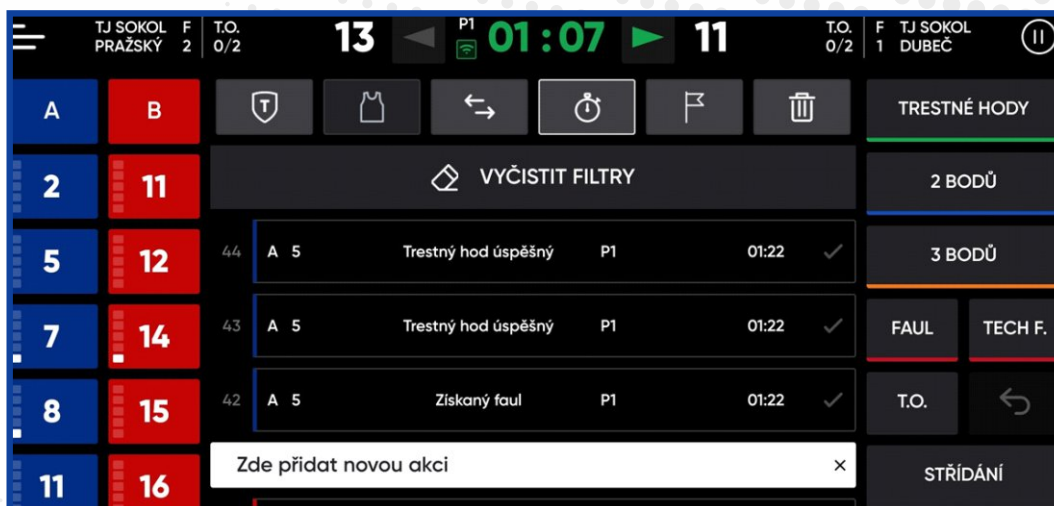 TJ SOKOL PRAŽSKÝ F 2 T.O. 0/2 13 P1 01:07 11 T.O. 0/2 F 1 TJ SOKOL DUBEČ
A B T TRESTNÉ HODY
2 11 VYČISTIT FILTRY 2 BODŮ
5 12 44 A 5 Trestný hod úspěšný P1 01:22 3 BODŮ
7 14 43 A 5 Trestný hod úspěšný P1 01:22 FAUL TECH F.
8 15 42 A 5 Získaný faul P1 01:22 T.O.
Zde přidat novou akci ×
11 16 STŘÍDÁNÍ